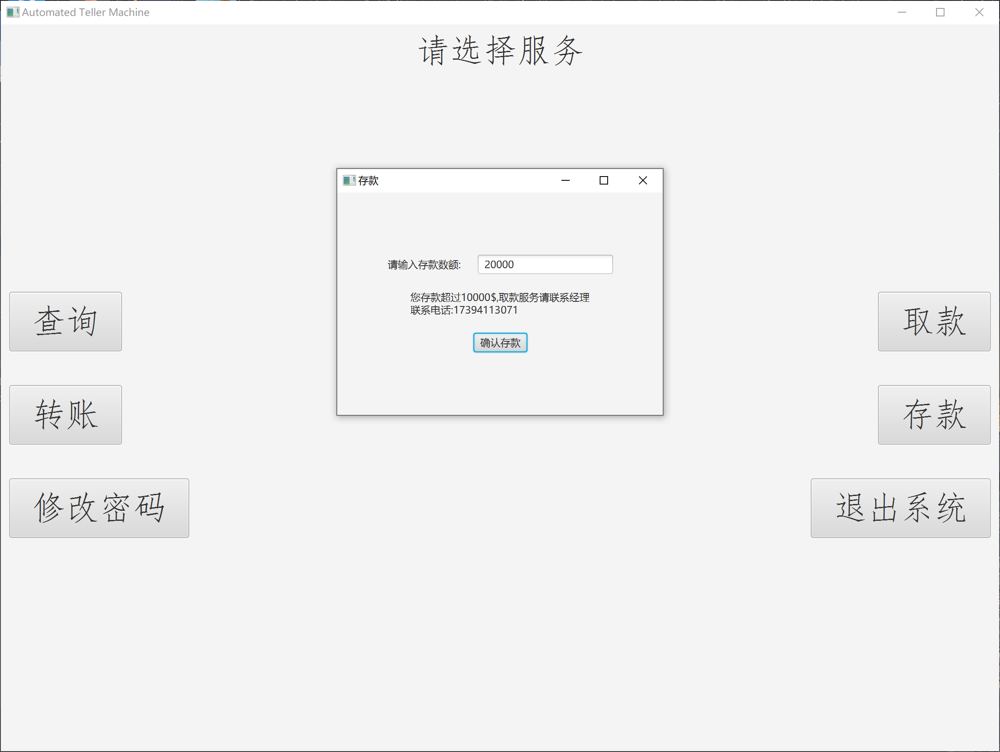 Automated Teller Machine
请选择服务
存款
请输入存款数额: 20000
您存款超过10000$,取款服务请联系经理
联系电话:17394113071
确认存款
查询
取款
转账
存款
修改密码
退出系统